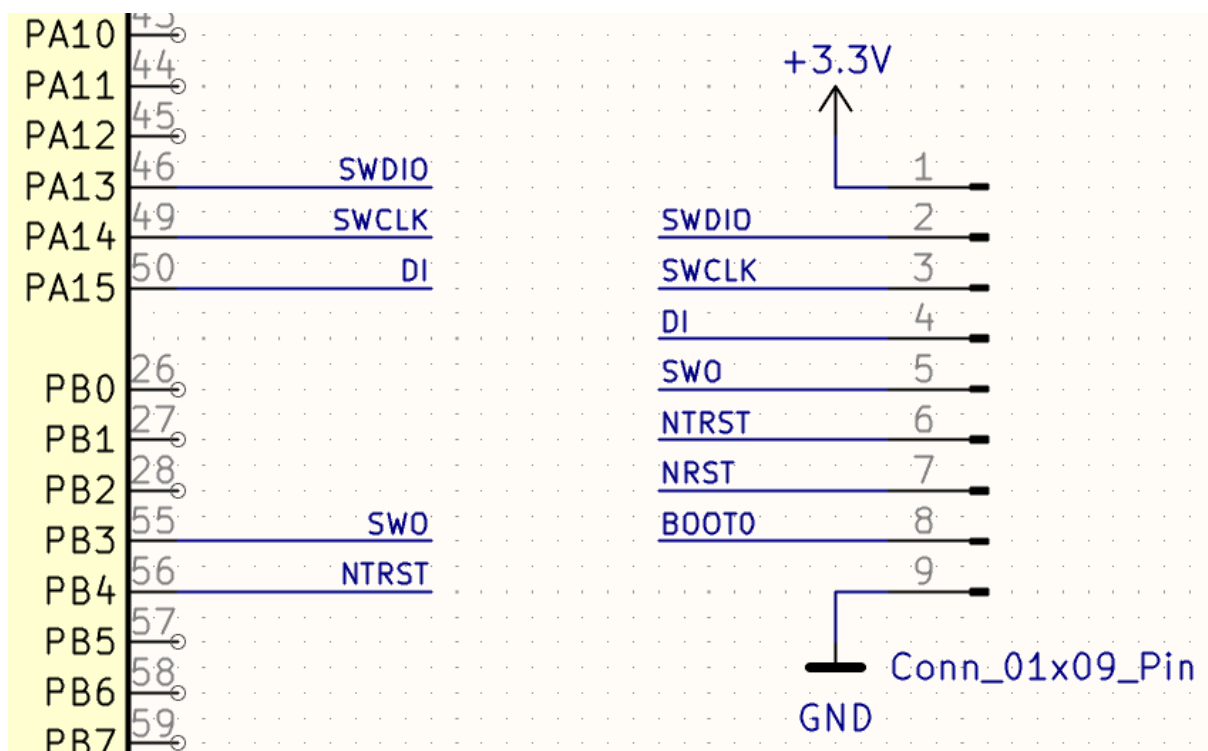 PA10 43
PA11 44
PA12 45
PA13 46 SWDIO
PA14 49 SWCLK
PA15 50 DI
PB0 26
PB1 27
PB2 28
PB3 55 SWO
PB4 56 NTRST
PB5 57
PB6 58
PB7 59
+3.3V
1
SWDIO 2
SWCLK 3
DI 4
SWO 5
NTRST 6
NRST 7
BOOT0 8
9
Conn_01x09_Pin
GND